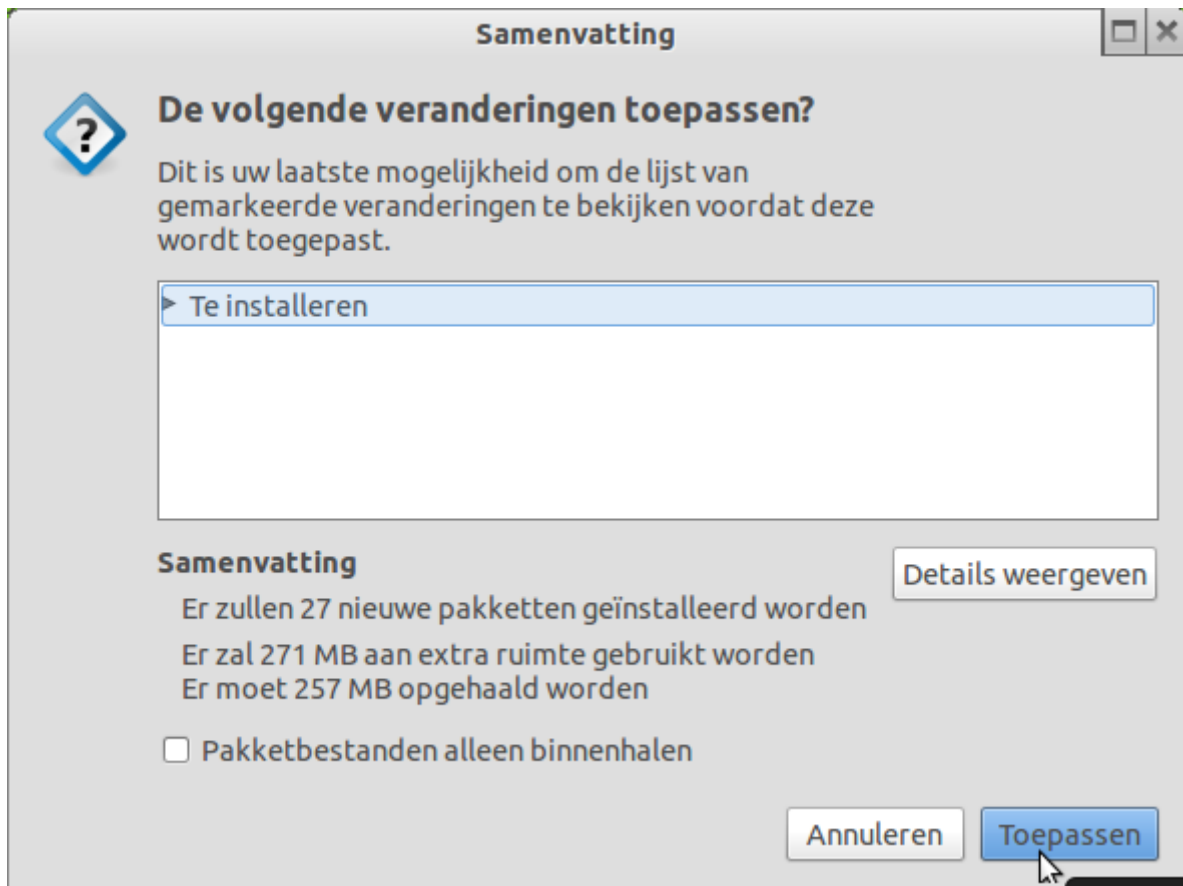 Samenvatting
De volgende veranderingen toepassen?
Dit is uw laatste mogelijkheid om de lijst van
gemarkeerde veranderingen te bekijken voordat deze
wordt toegepast.
Te installeren
Samenvatting
Details weergeven
Er zullen 27 nieuwe pakketten geïnstalleerd worden
Er zal 271 MB aan extra ruimte gebruikt worden
Er moet 257 MB opgehaald worden
Pakketbestanden alleen binnenhalen
Annuleren
Toepassen